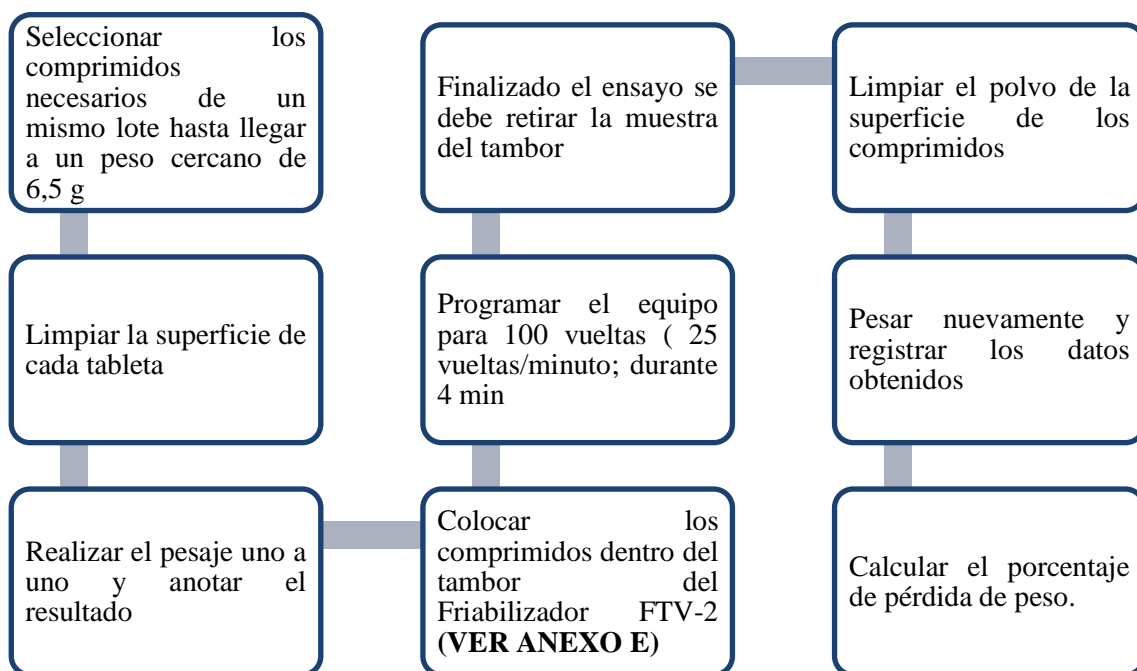 Seleccionar los
comprimidos
necesarios de un
mismo lote hasta llegar
a un peso cercano de
6,5 g
Limpiar la superficie de
cada tableta
Realizar el pesaje uno a
uno y anotar el
resultado
Colocar los
comprimidos dentro del
tambor del
Friabilizador FTV-2
(VER ANEXO E)
Programar el equipo
para 100 vueltas ( 25
vueltas/minuto; durante
4 min
Finalizado el ensayo se
debe retirar la muestra
del tambor
Limpiar el polvo de la
superficie de los
comprimidos
Pesar nuevamente y
registrar los datos
obtenidos
Calcular el porcentaje
de pérdida de peso.